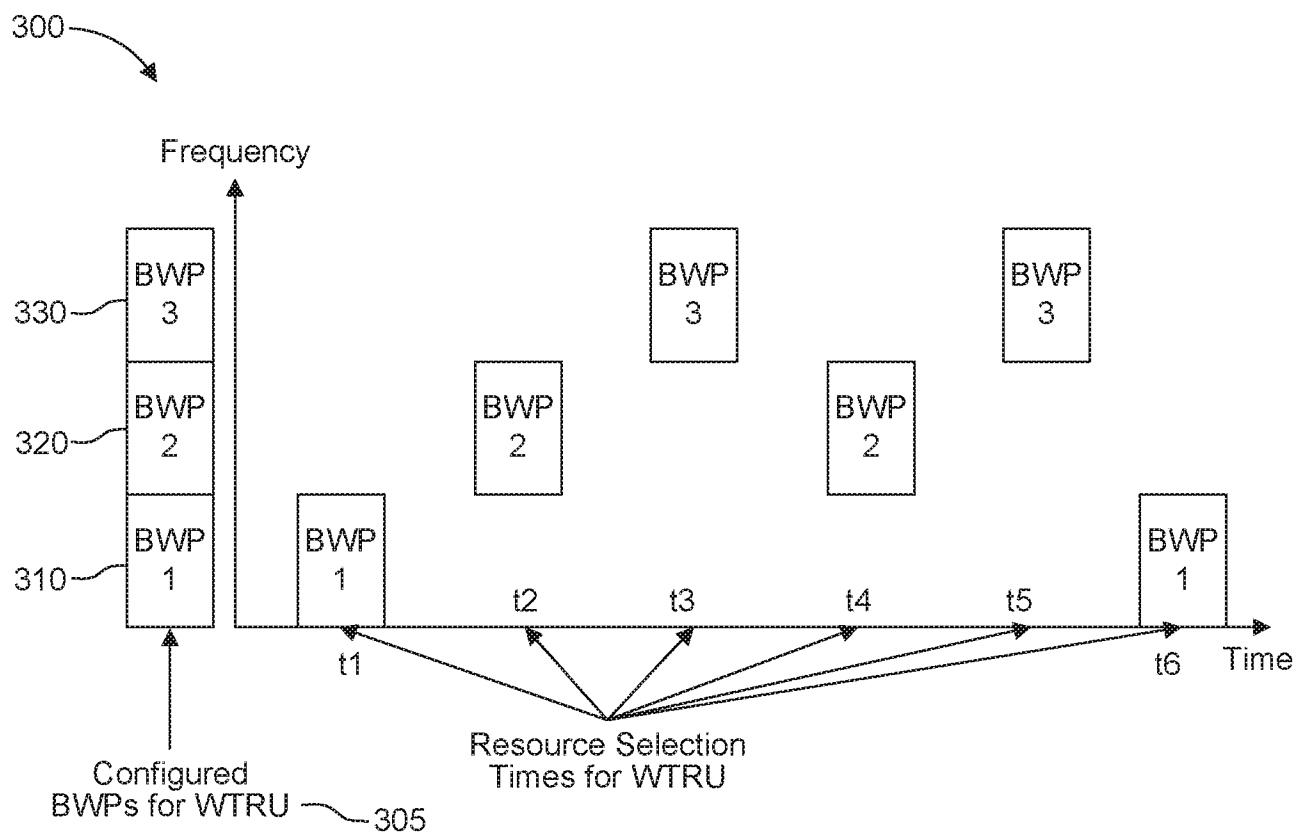 300
Frequency
BWP
3
BWP
3
BWP
3
330
BWP
2
BWP
2
BWP
2
320
BWP
1
BWP
1
BWP
1
310
t2
t3
t4
t5
t1
t6
Time
Resource Selection
Times for WTRU
Configured
BWPs for WTRU
305